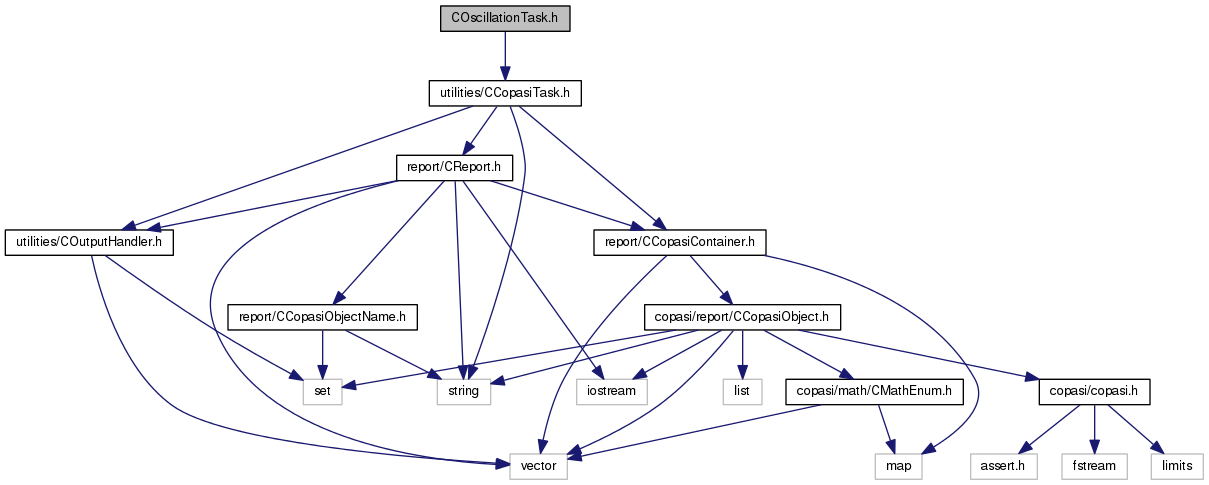 COscillationTask.h
utilities/CCopasiTask.h
report/CReport.h
utilities/COutputHandler.h
report/CCopasiContainer.h
report/CCopasiObjectName.h
copasi/report/CCopasiObject.h
set
string
iostream
list
copasi/math/CMathEnum.h
copasi/copasi.h
vector
map
assert.h
fstream
limits